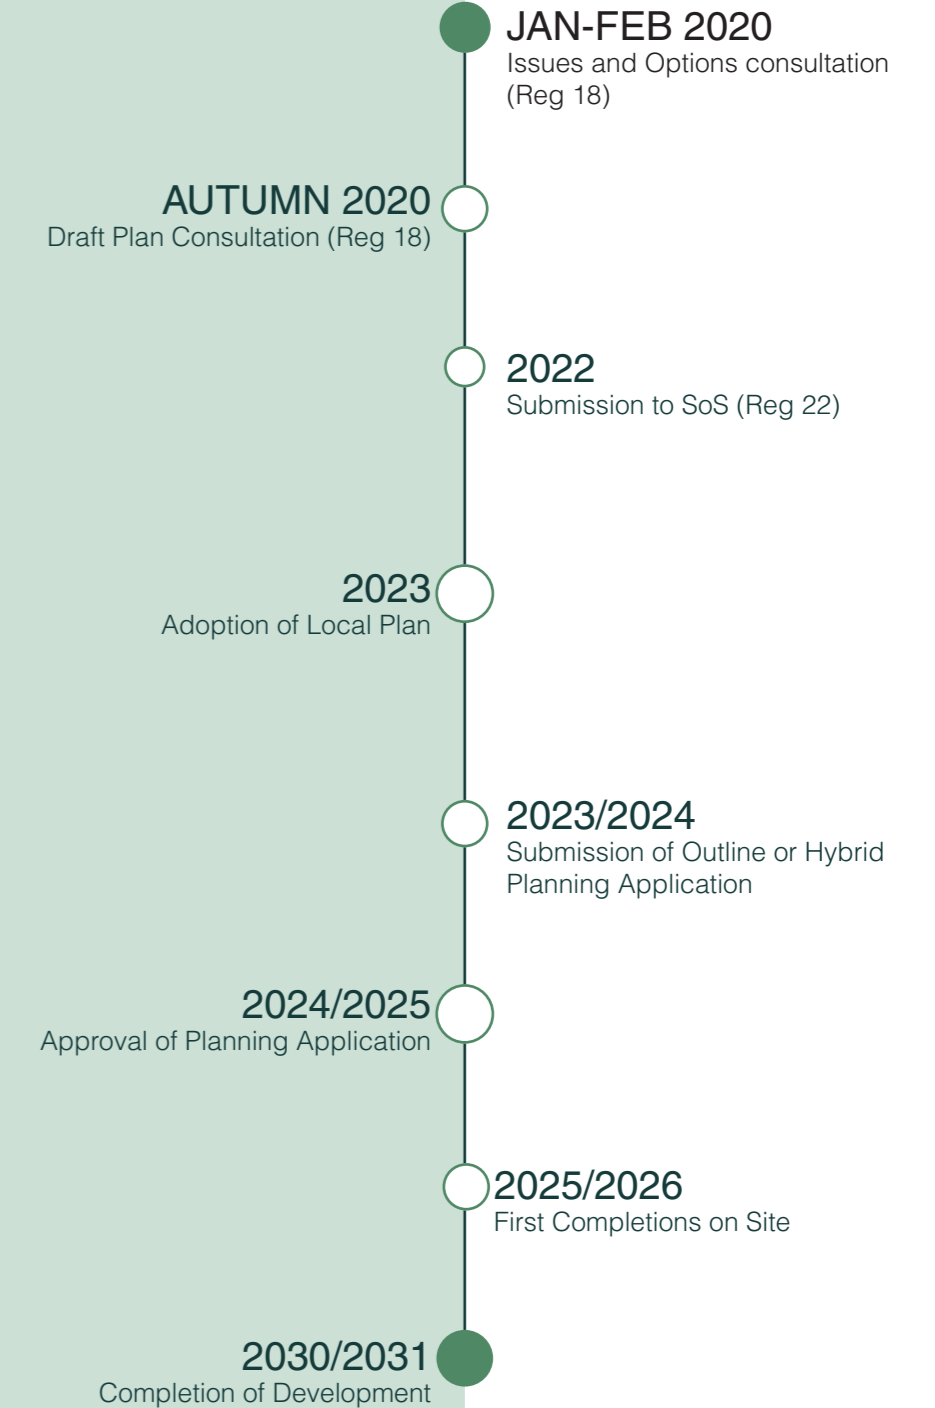 JAN-FEB 2020
Issues and Options consultation
(Reg 18)
AUTUMN 2020
Draft Plan Consultation (Reg 18)
2022
Submission to SoS (Reg 22)
2023
Adoption of Local Plan
2023/2024
Submission of Outline or Hybrid
Planning Application
2024/2025
Approval of Planning Application
2025/2026
First Completions on Site
2030/2031
Completion of Development